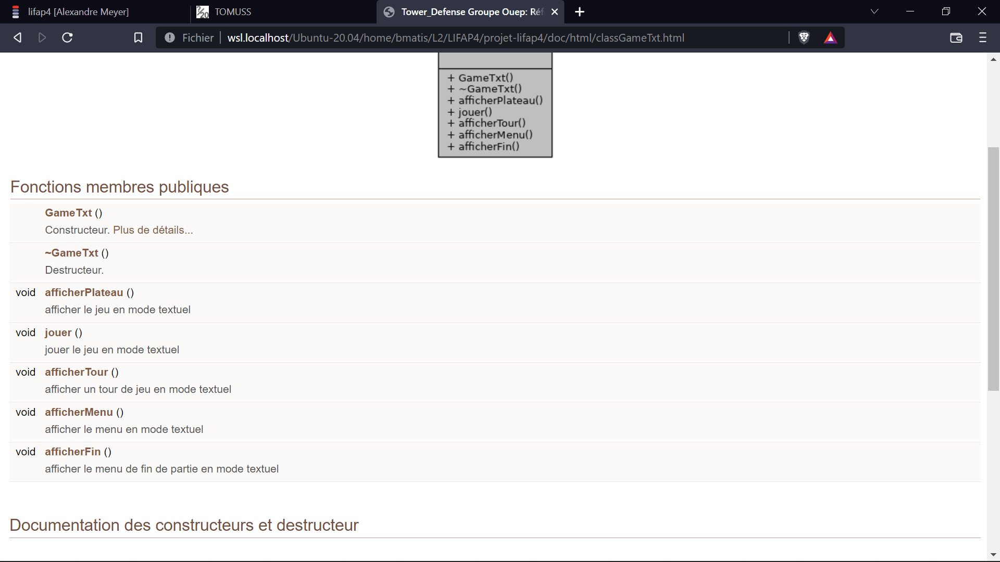 lifap4 [Alexandre Meyer]
TOMUSS
Tower_Defense Groupe Ouep: Réf
Fichier
wsl.localhost/Ubuntu-20.04/home/bmatis/L2/LIFAP4/projet-lifap4/doc/html/classGameTxt.html
+ GameTxt()
+ ~GameTxt()
+ afficherPlateau()
+ jouer()
+ afficherTour()
+ afficherMenu()
+ afficherFin()
Fonctions membres publiques
GameTxt ()
Constructeur. Plus de détails...
~GameTxt ()
Destructeur.
void afficherPlateau ()
afficher le jeu en mode textuel
void jouer ()
jouer le jeu en mode textuel
void afficherTour ()
afficher un tour de jeu en mode textuel
void afficherMenu ()
afficher le menu en mode textuel
void afficherFin ()
afficher le menu de fin de partie en mode textuel
Documentation des constructeurs et destructeur